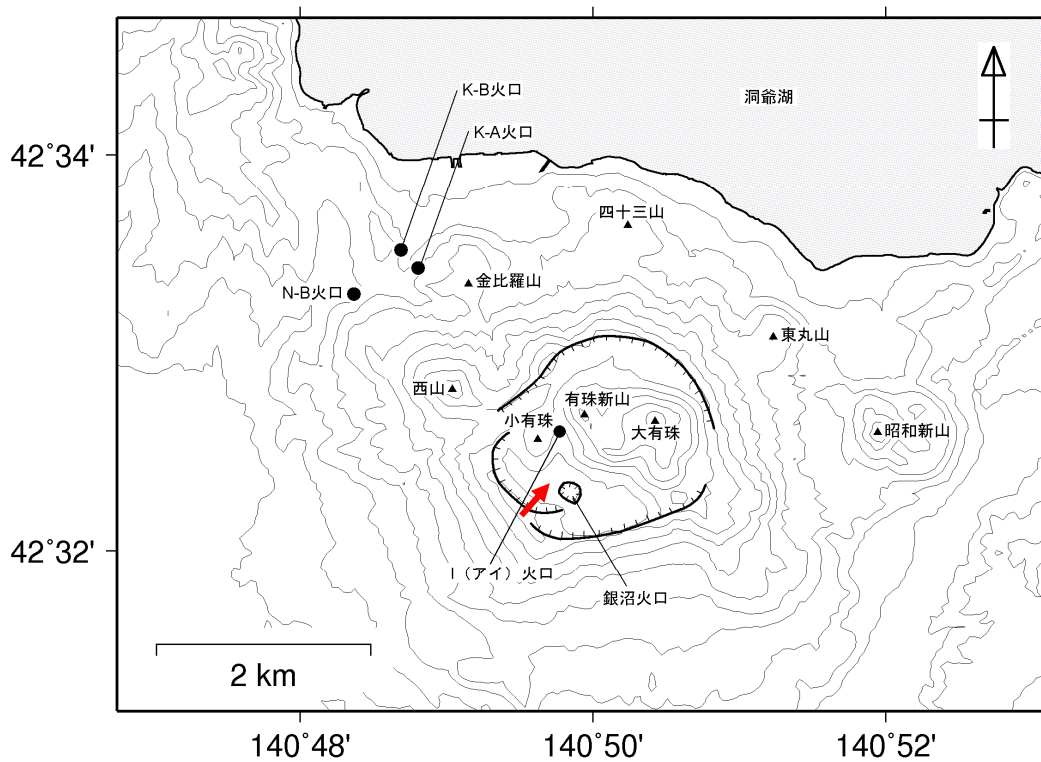 K-B火口
洞爺湖
K-A火口
42°34'
四十三山
金比羅山
N-B火口
東丸山
西山
有珠新山
小有珠
大有珠
昭和新山
42°32'
I（アイ）火口
銀沼火口
2 km
140°48'
140°50'
140°52'